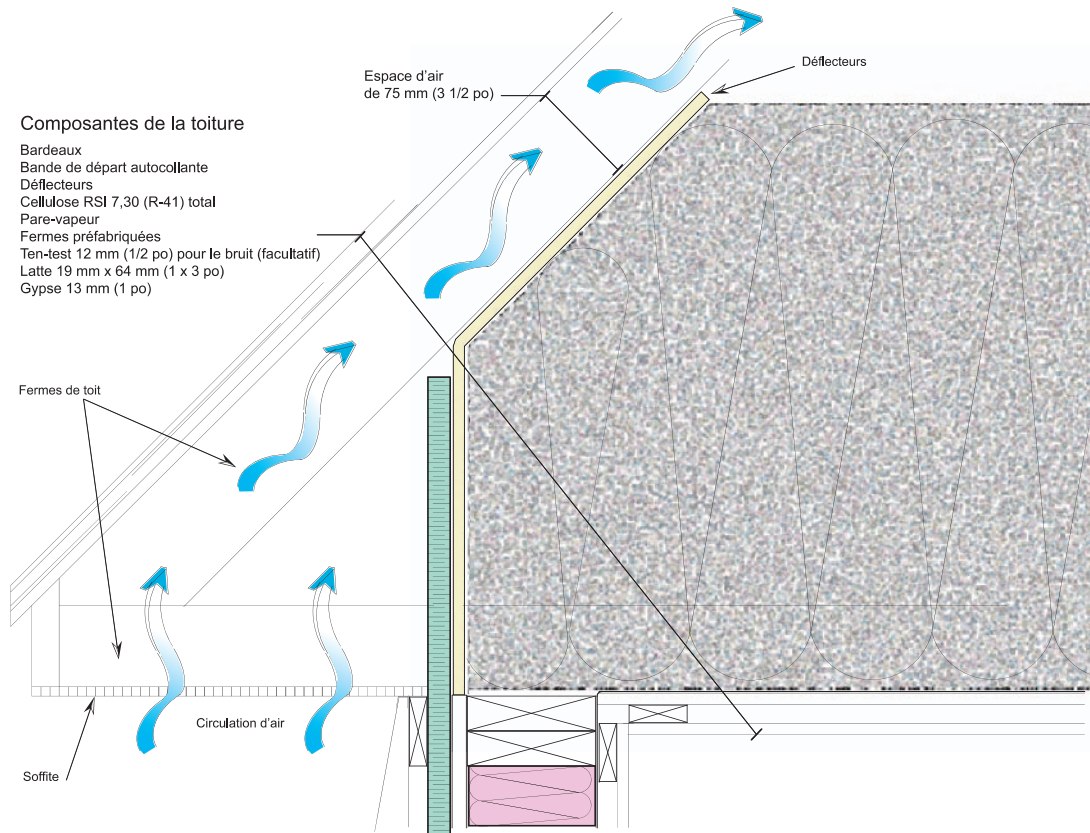 Espace d'air
de 75 mm (3 1/2 po)
Déflecteurs
Composantes de la toiture
Bardeaux
Bande de départ autocollante
Déflecteurs
Cellulose RSI 7,30 (R-41) total
Pare-vapeur
Fermes préfabriquées
Ten-test 12 mm (1/2 po) pour le bruit (facultatif)
Latte 19 mm x 64 mm (1 x 3 po)
Gypse 13 mm (1 po)
Fermes de toit
Circulation d'air
Soffite